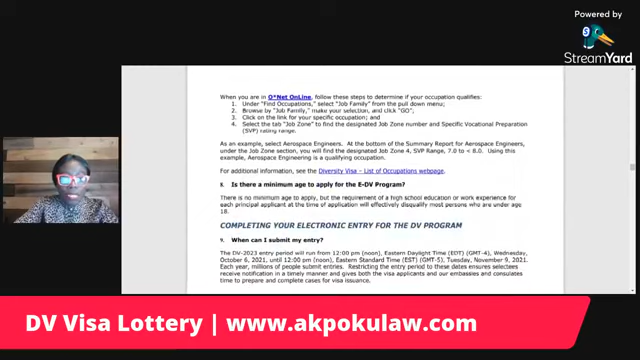 Powered by
StreamYard
When you are in O*Net OnLine, follow these steps to determine if your occupation qualifies:
1. Under "Find Occupations," select "Job Family" from the pull down menu;
2. Browse by "Job Family," make your selection, and click "GO";
3. Click on the link for your specific occupation; and
4. Select the tab "Job Zone" to find the designated Job Zone number and Specific Vocational Preparation
(SVP) rating range.
As an example, select Aerospace Engineers. At the bottom of the Summary Report for Aerospace Engineers,
under the Job Zone section, you will find the designated Job Zone 4, SVP Range, 7.0 to < 8.0. Using this
example, Aerospace Engineering is a qualifying occupation.
For additional information, see the Diversity Visa – List of Occupations webpage.
8. Is there a minimum age to apply for the E-DV Program?
There is no minimum age to apply, but the requirement of a high school education or work experience for
each principal applicant at the time of application will effectively disqualify most persons who are under age
18.
COMPLETING YOUR ELECTRONIC ENTRY FOR THE DV PROGRAM
9. When can I submit my entry?
The DV-2023 entry period will run from 12:00 pm (noon), Eastern Daylight Time (EDT) (GMT-4), Wednesday,
October 6, 2021, until 12:00 pm (noon), Eastern Standard Time (EST) (GMT-5), Tuesday, November 9, 2021.
Each year, millions of people submit entries. Restricting the entry period to these dates ensures selectees
receive notification in a timely manner and gives both the visa applicants and our embassies and consulates
time to prepare and complete cases for visa issuance.
DV Visa Lottery | www.akpokulaw.com